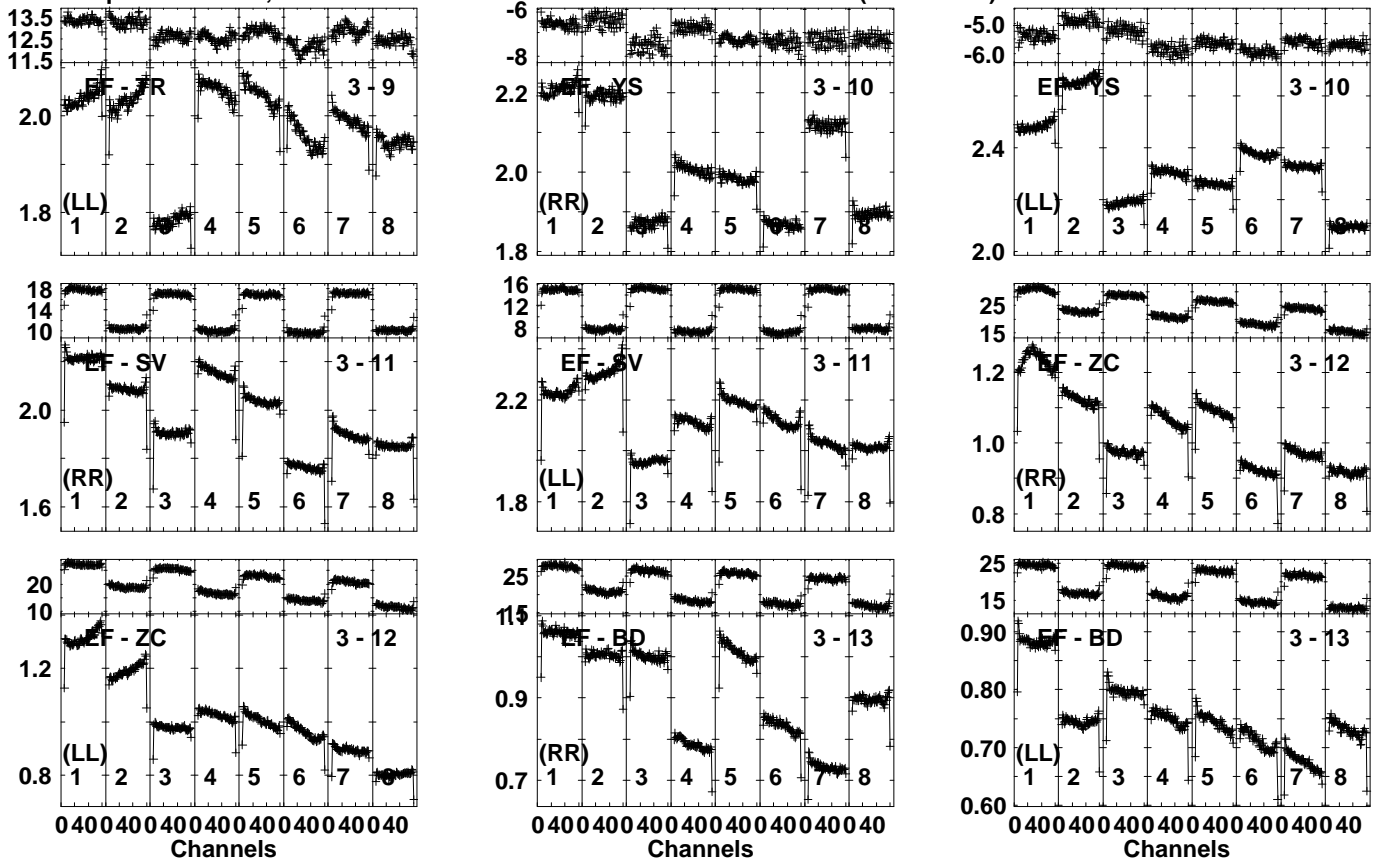 13.5
12.5
11.5
EF - TR 3 - 9
2.0
1.8
(LL)
1 2 3 4 5 6 7 8
-6
-8
EF - YS 3 - 10
2.2
2.0
1.8
(RR)
1 2 3 4 5 6 7 8
-5.0
-6.0
EF - YS 3 - 10
2.4
2.0
(LL)
1 2 3 4 5 6 7 8
18
14
10
EF - SV 3 - 11
2.0
1.6
(RR)
1 2 3 4 5 6 7 8
16
12
8
EF - SV 3 - 11
2.2
1.8
(LL)
1 2 3 4 5 6 7 8
25
15
EF - ZC 3 - 12
1.2
1.0
0.8
(RR)
1 2 3 4 5 6 7 8
20
10
EF - ZC 3 - 12
1.2
0.8
(LL)
1 2 3 4 5 6 7 8
0 40 0 40 0 40 0 40 0 40 0 40 0 40 0 40
Channels
25
15
EF - BD 3 - 13
0.9
0.7
(RR)
1 2 3 4 5 6 7 8
0 40 0 40 0 40 0 40 0 40 0 40 0 40 0 40
Channels
25
15
EF - BD 3 - 13
0.90
0.80
0.70
0.60
(LL)
1 2 3 4 5 6 7 8
0 40 0 40 0 40 0 40 0 40 0 40 0 40 0 40
Channels